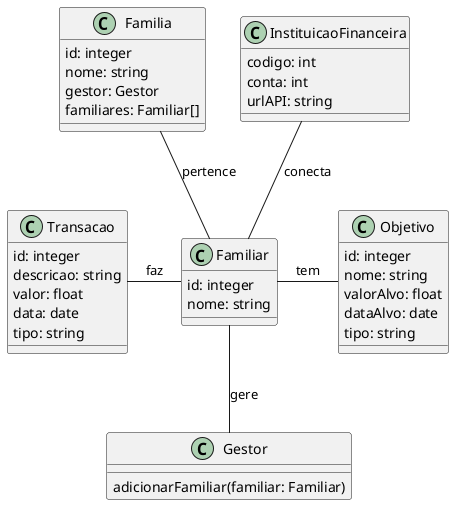 C Familia
id: integer
nome: string
gestor: Gestor
familiares: Familiar[]
C InstituicaoFinanceira
codigo: int
conta: int
urlAPI: string
pertence
conecta
C Transacao
id: integer
descricao: string
valor: float
data: date
tipo: string
faz
C Familiar
id: integer
nome: string
tem
C Objetivo
id: integer
nome: string
valorAlvo: float
dataAlvo: date
tipo: string
gere
C Gestor
adicionarFamiliar(familiar: Familiar)